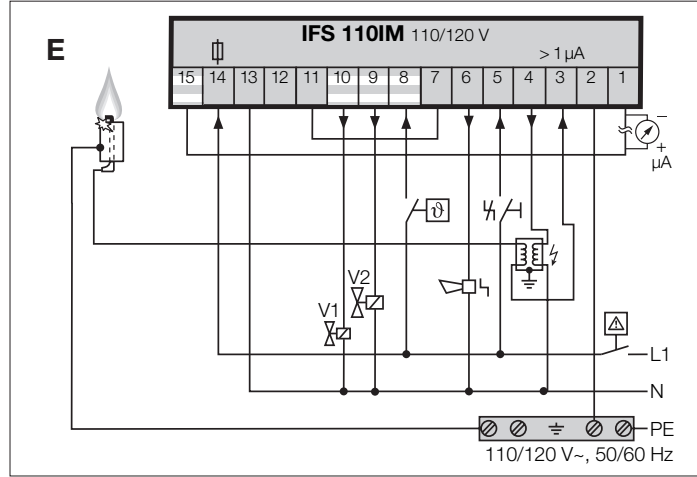 E
IFS 110IM 110/120 V
> 1 µA
15 14 13 12 11 10 9 8 7 6 5 4 3 2 1
−
+
µA
ϑ
V2
V1
L1
N
PE
110/120 V~, 50/60 Hz